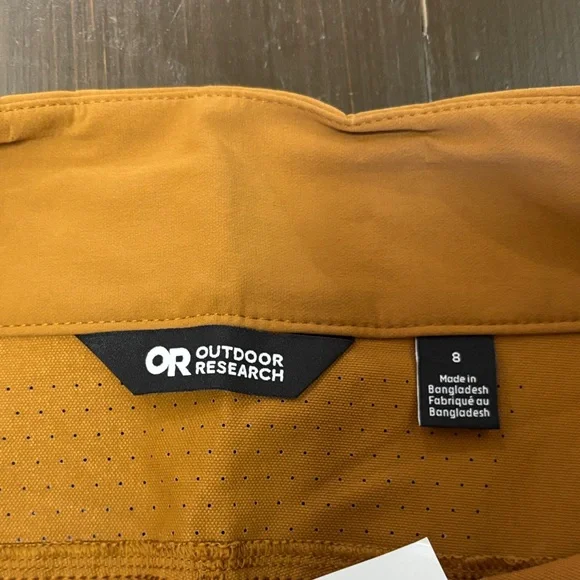 OR OUTDOOR
RESEARCH
8
Made in
Bangladesh
Fabriqué au
Bangladesh